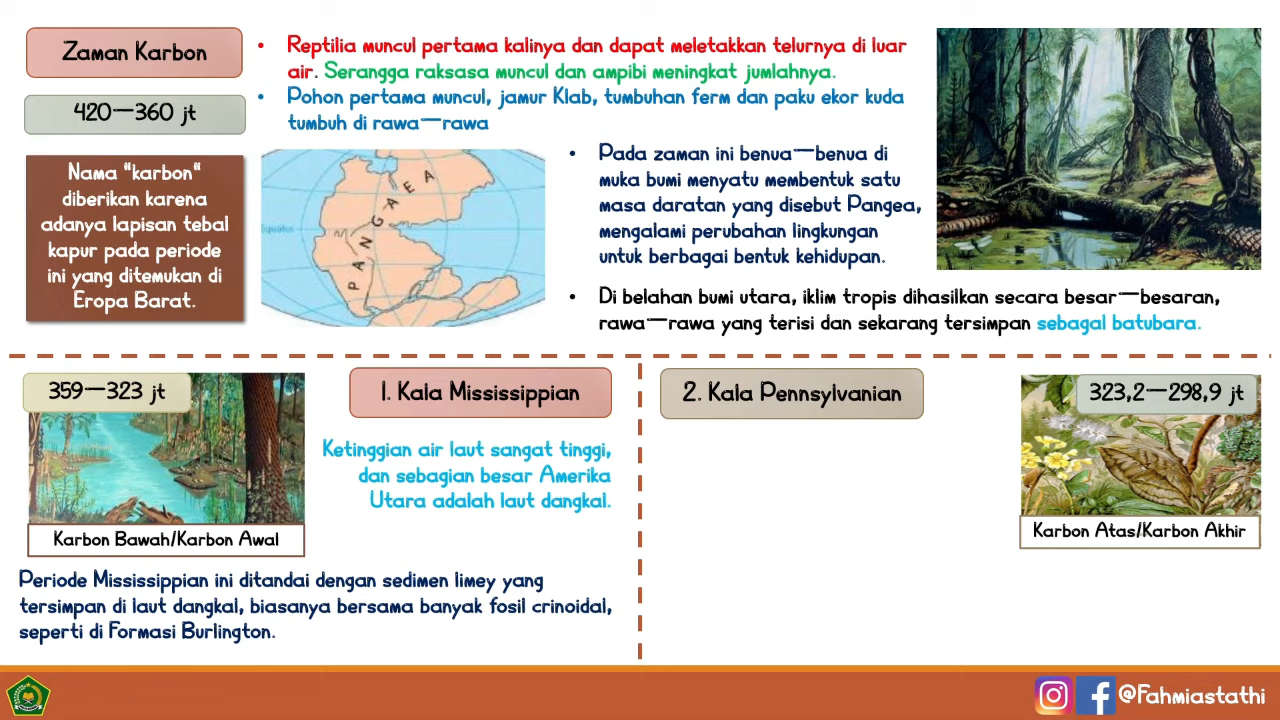 Zaman Karbon
420—360 jt
Nama "karbon"
diberikan karena
adanya lapisan tebal
kapur pada periode
ini yang ditemukan di
Eropa Barat.
• Reptilia muncul pertama kalinya dan dapat meletakkan telurnya di luar
air. Serangga raksasa muncul dan ampibi meningkat jumlahnya.
• Pohon pertama muncul, jamur Klab, tumbuhan ferm dan paku ekor kuda
tumbuh di rawa—rawa
Equator
PANGAEA
• Pada zaman ini benua—benua di
muka bumi menyatu membentuk satu
masa daratan yang disebut Pangea,
mengalami perubahan lingkungan
untuk berbagai bentuk kehidupan.
• Di belahan bumi utara, iklim tropis dihasilkan secara besar—besaran,
rawa—rawa yang terisi dan sekarang tersimpan sebagai batubara.
359—323 jt
Karbon Bawah/Karbon Awal
1. Kala Mississippian
Ketinggian air laut sangat tinggi,
dan sebagian besar Amerika
Utara adalah laut dangkal.
Periode Mississippian ini ditandai dengan sedimen limey yang
tersimpan di laut dangkal, biasanya bersama banyak fosil crinoidal,
seperti di Formasi Burlington.
2. Kala Pennsylvanian
323,2—298,9 jt
Karbon Atas/Karbon Akhir
@Fahmiastathi